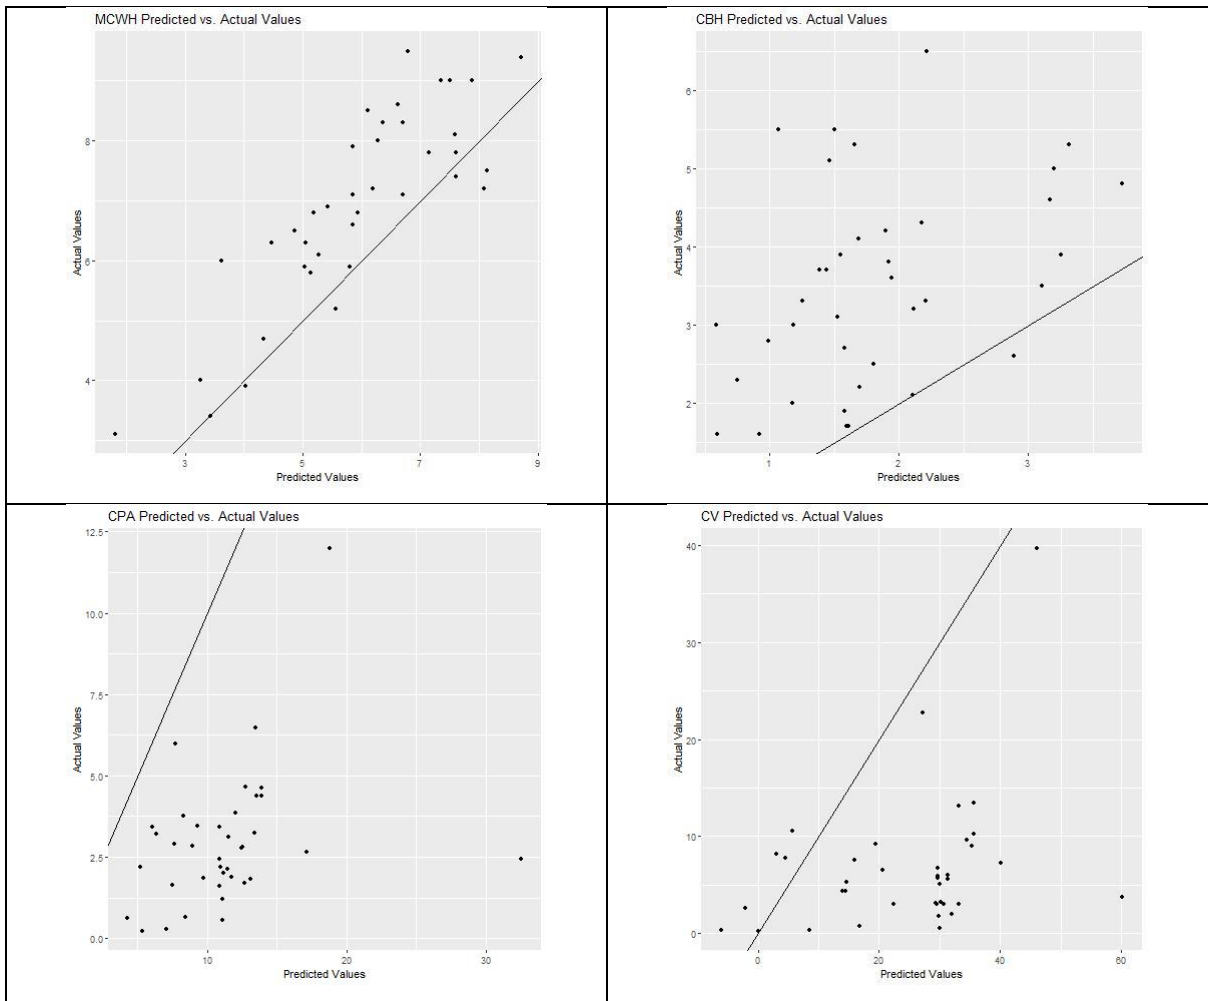 MCWH Predicted vs. Actual Values
8
6
4
Actual Values
3
5
7
9
Predicted Values
CBH Predicted vs. Actual Values
6
5
4
3
2
Actual Values
1
2
3
Predicted Values
CPA Predicted vs. Actual Values
12.5
10.0
7.5
5.0
2.5
0.0
Actual Values
10
20
30
Predicted Values
CV Predicted vs. Actual Values
40
30
20
10
0
Actual Values
0
20
40
60
Predicted Values